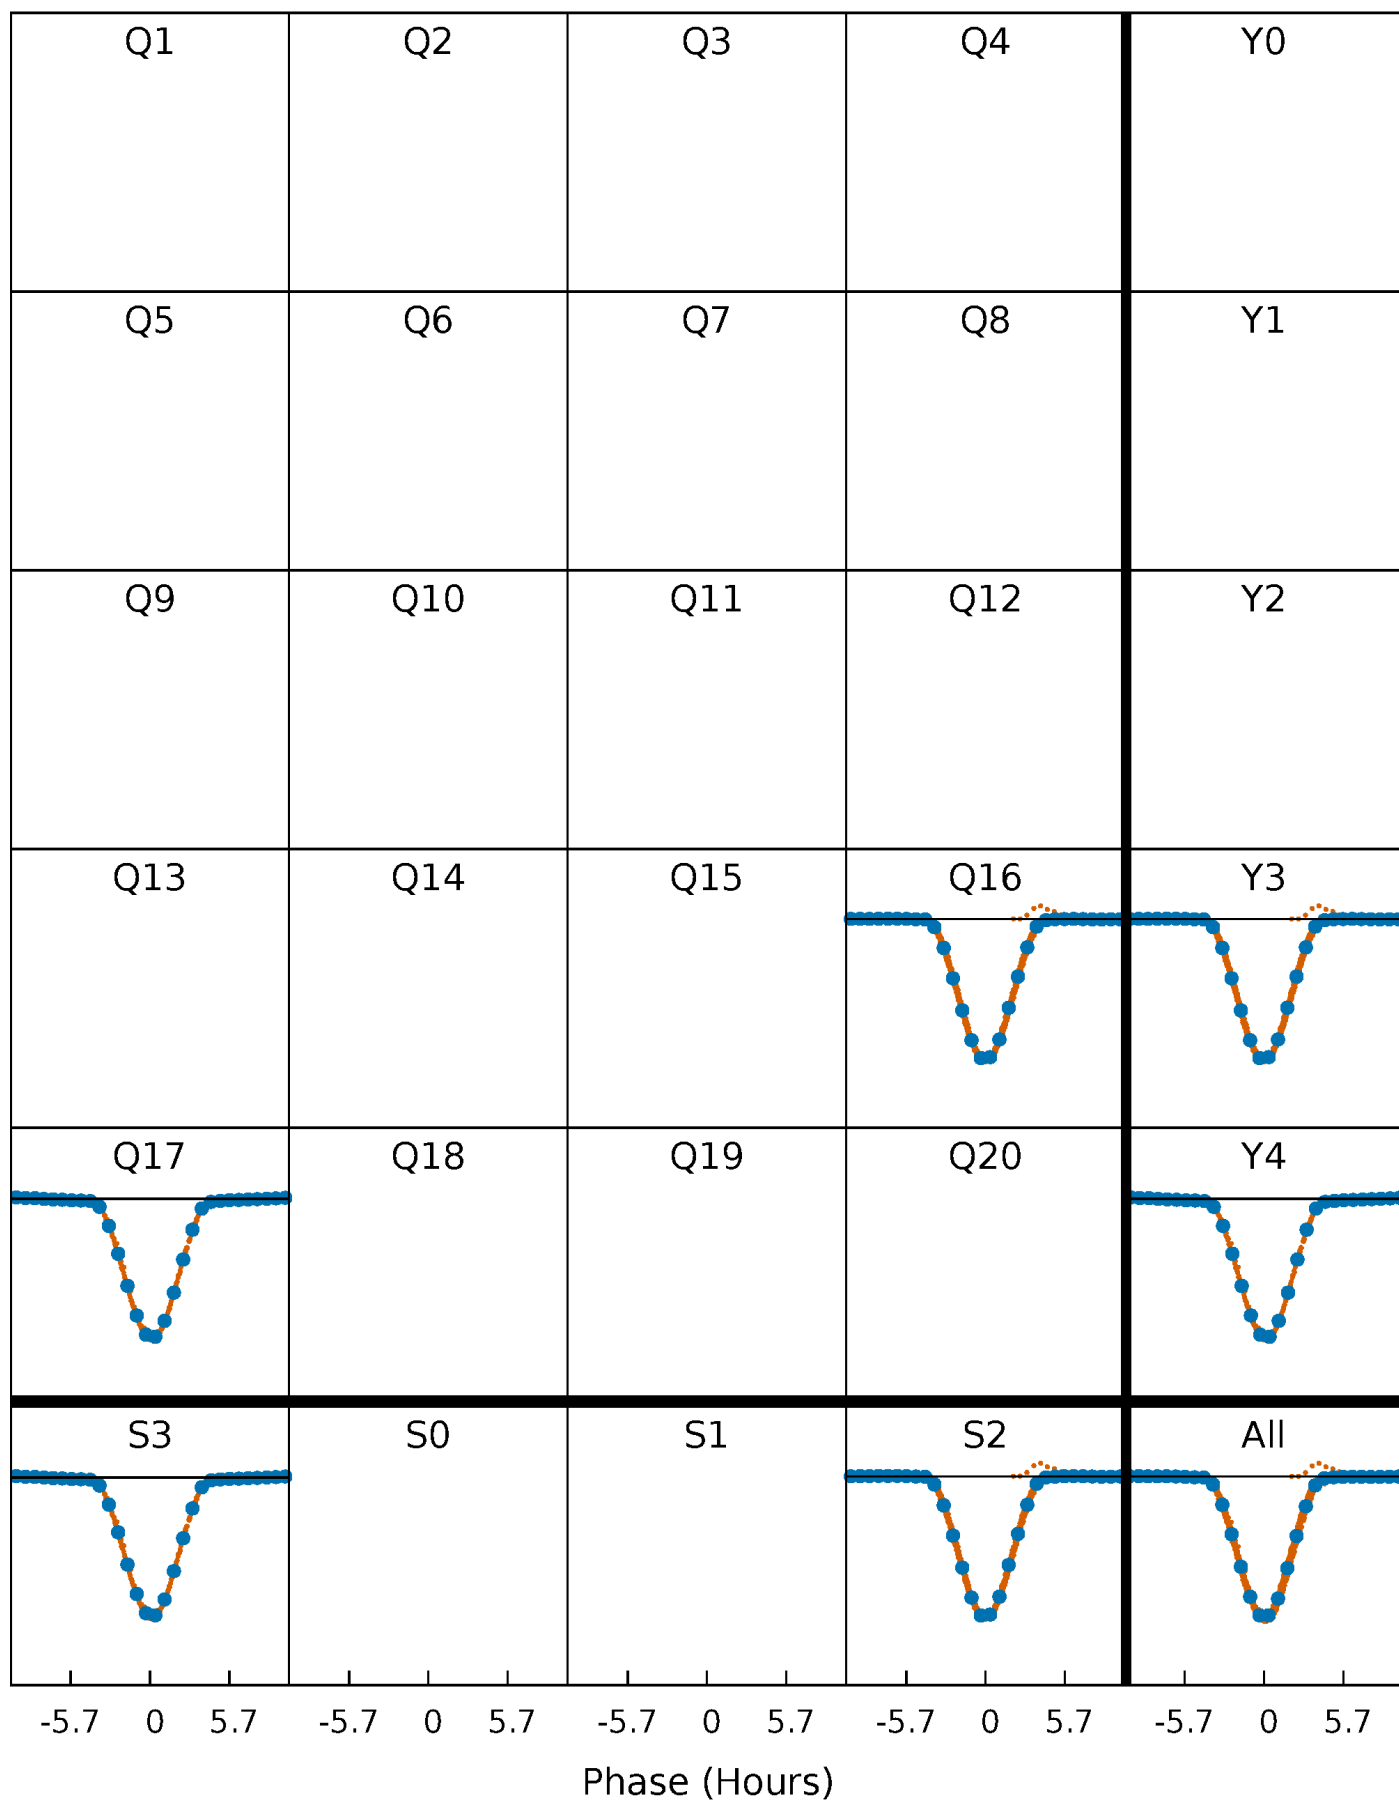 Q1 Q2 Q3 Q4 Y0
Q5 Q6 Q7 Q8 Y1
Q9 Q10 Q11 Q12 Y2
Q13 Q14 Q15 Q16 Y3
Q17 Q18 Q19 Q20 Y4
S3 S0 S1 S2 All
-5.7 0 5.7 -5.7 0 5.7 -5.7 0 5.7 -5.7 0 5.7 -5.7 0 5.7
Phase (Hours)